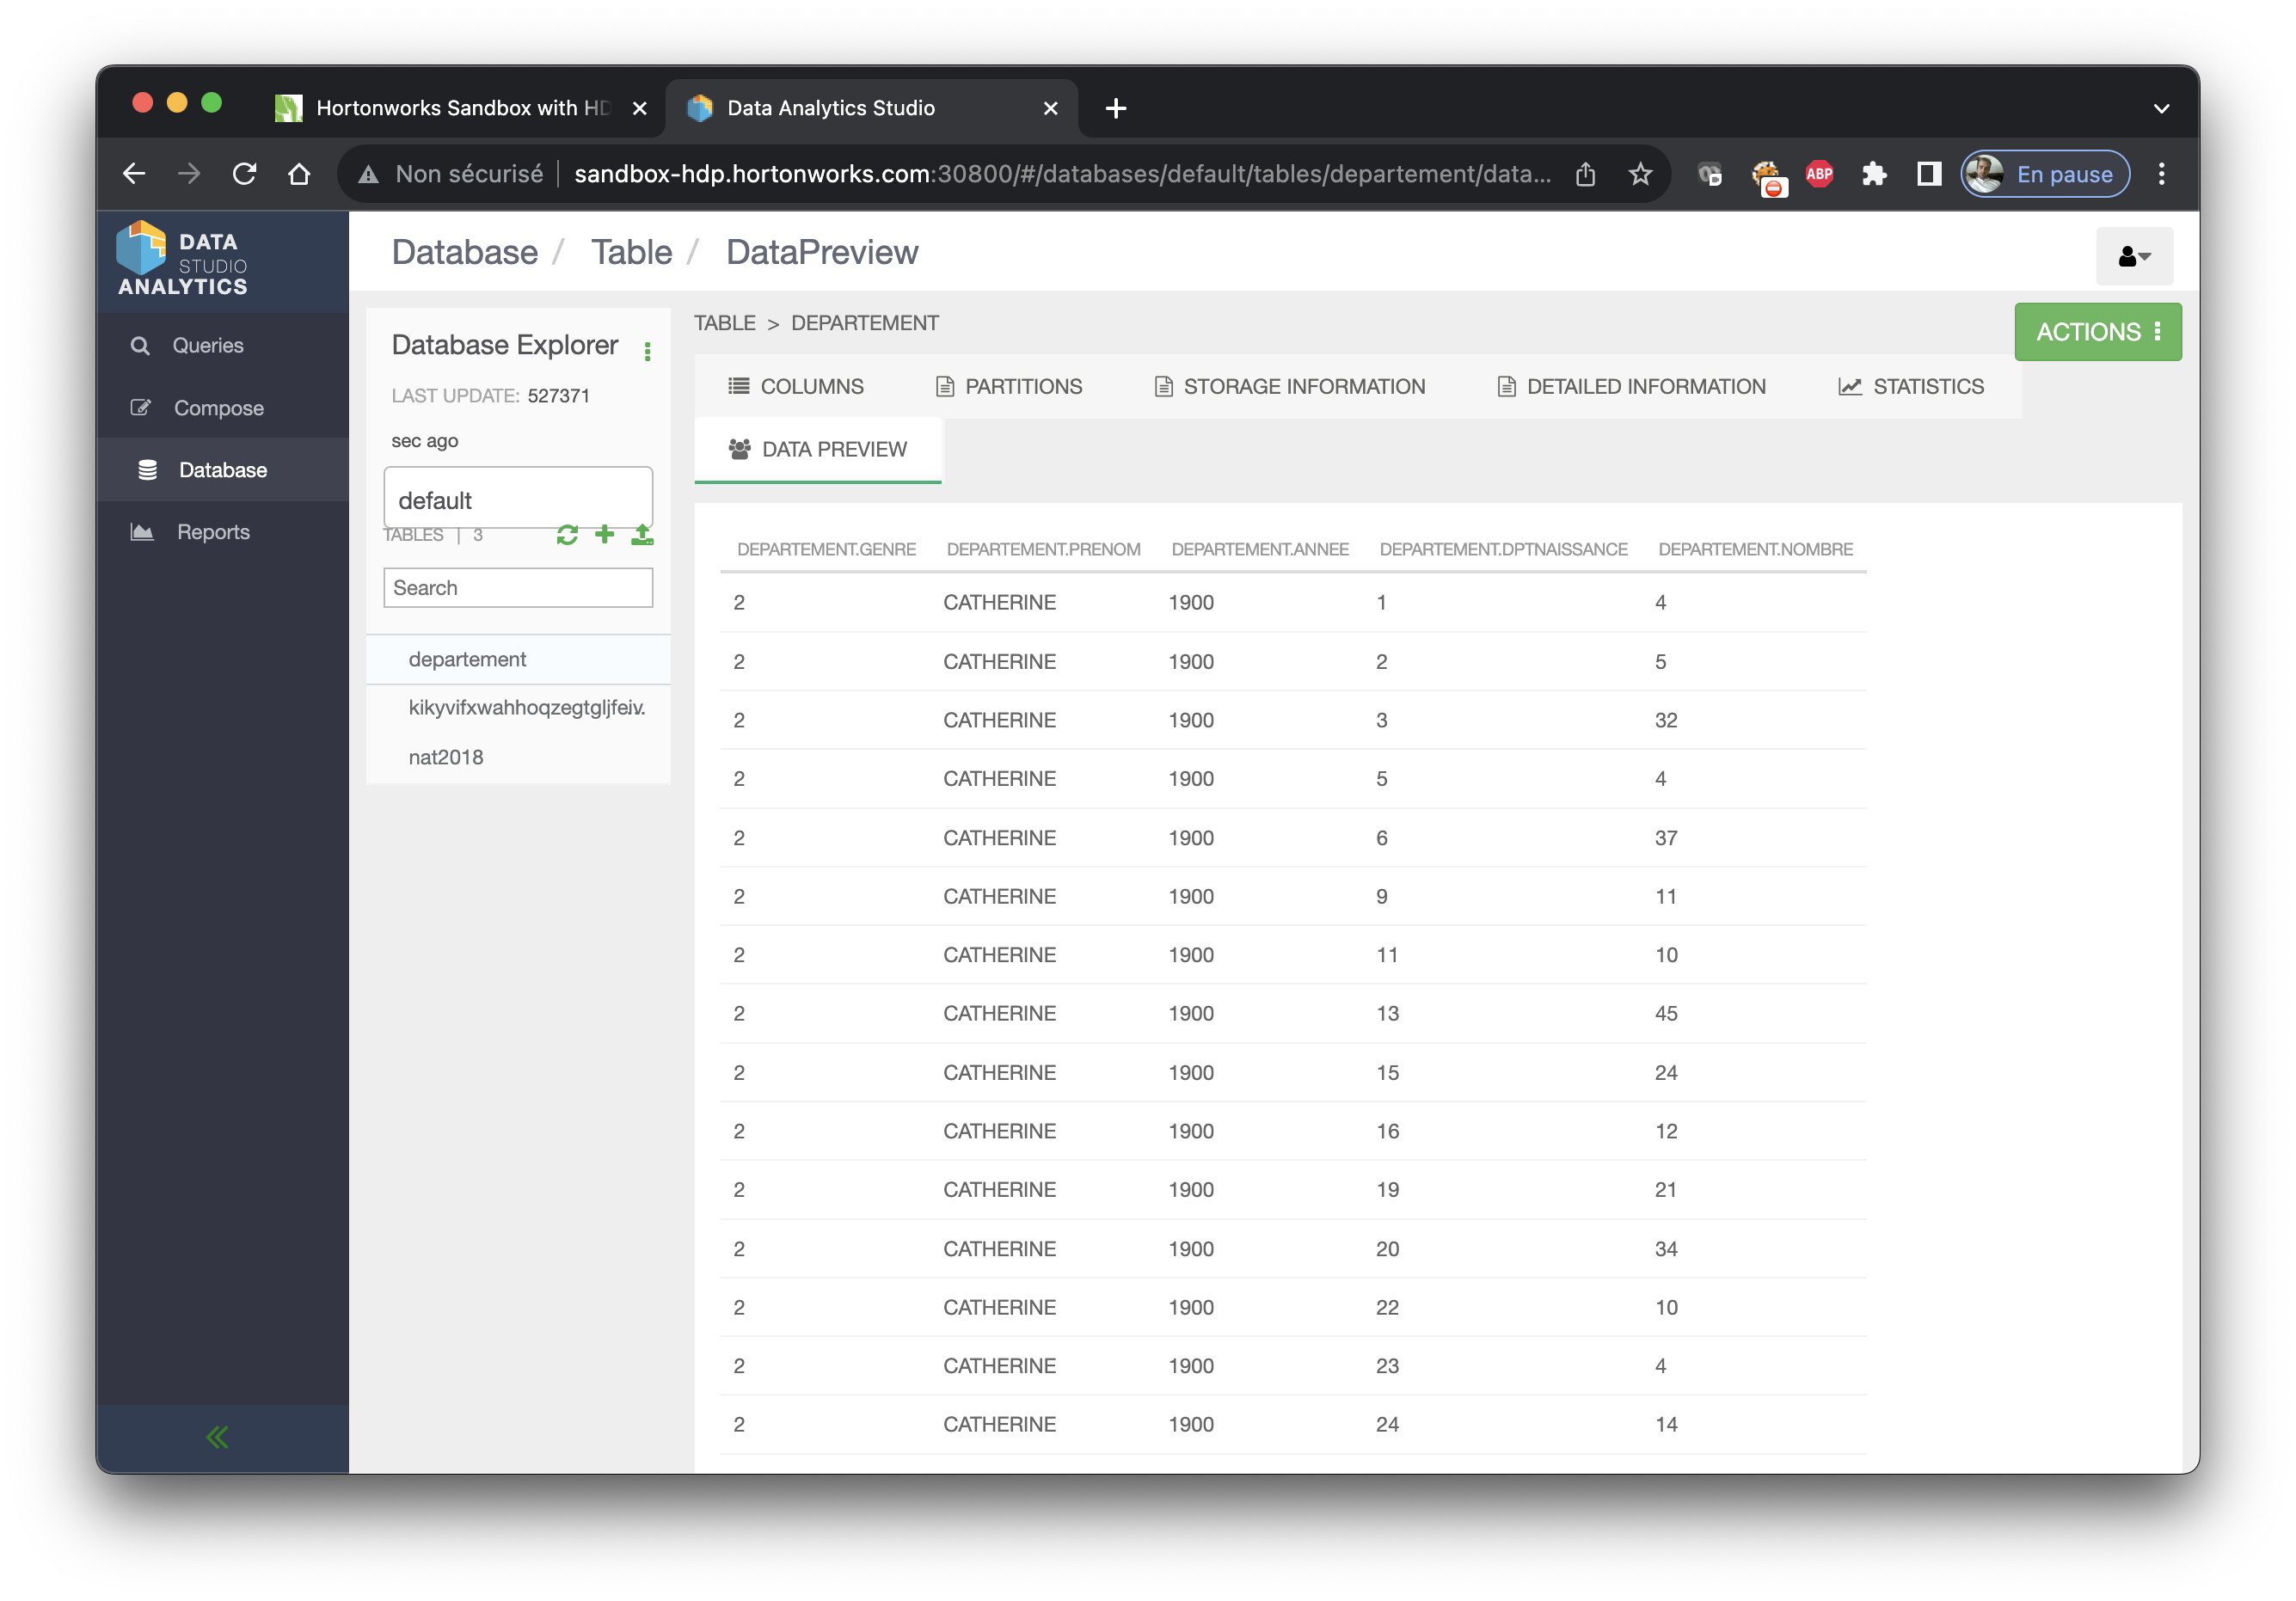 Hortonworks Sandbox with HD
Data Analytics Studio
Non sécurisé
sandbox-hdp.hortonworks.com:30800/#/databases/default/tables/departement/data...
ABP
En pause
DATA
STUDIO
ANALYTICS
Queries
Compose
Database
Reports
Database / Table / DataPreview
Database Explorer
LAST UPDATE: 527371
sec ago
default
TABLES | 3
Search
departement
nat2018
TABLE > DEPARTEMENT
ACTIONS
COLUMNS PARTITIONS STORAGE INFORMATION DETAILED INFORMATION STATISTICS
DATA PREVIEW
DEPARTEMENT.GENRE DEPARTEMENT.PRENOM DEPARTEMENT.ANNEE DEPARTEMENT.DPTNAISSANCE DEPARTEMENT.NOMBRE
2 CATHERINE 1900 1 4
2 CATHERINE 1900 2 5
2 CATHERINE 1900 3 32
2 CATHERINE 1900 5 4
2 CATHERINE 1900 6 37
2 CATHERINE 1900 9 11
2 CATHERINE 1900 11 10
2 CATHERINE 1900 13 45
2 CATHERINE 1900 15 24
2 CATHERINE 1900 16 12
2 CATHERINE 1900 19 21
2 CATHERINE 1900 20 34
2 CATHERINE 1900 22 10
2 CATHERINE 1900 23 4
2 CATHERINE 1900 24 14